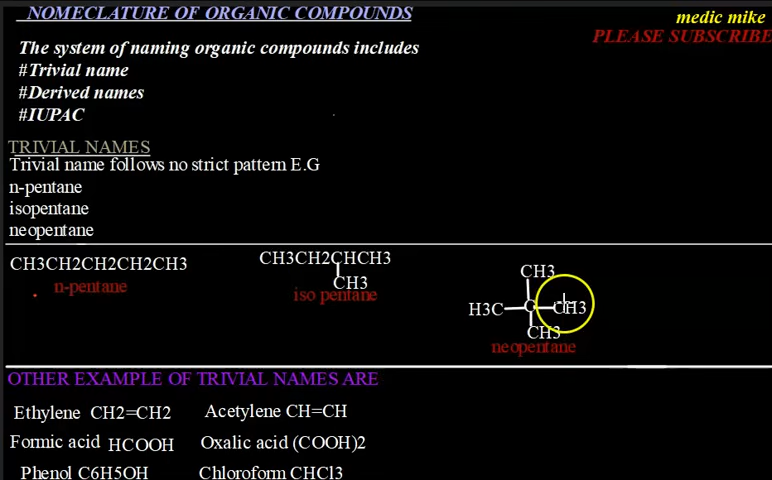 NOMECLATURE OF ORGANIC COMPOUNDS
medic mike
PLEASE SUBSCRIBE
The system of naming organic compounds includes
#Trivial name
#Derived names
#IUPAC
TRIVIAL NAMES
Trivial name follows no strict pattern E.G
n-pentane
isopentane
neopentane
CH3CH2CH2CH2CH3
n-pentane
CH3CH2CHCH3
CH3
iso pentane
CH3
H3C C CH3
CH3
neopentane
OTHER EXAMPLE OF TRIVIAL NAMES ARE
Ethylene CH2=CH2 Acetylene CH=CH
Formic acid HCOOH Oxalic acid (COOH)2
Phenol C6H5OH Chloroform CHCl3